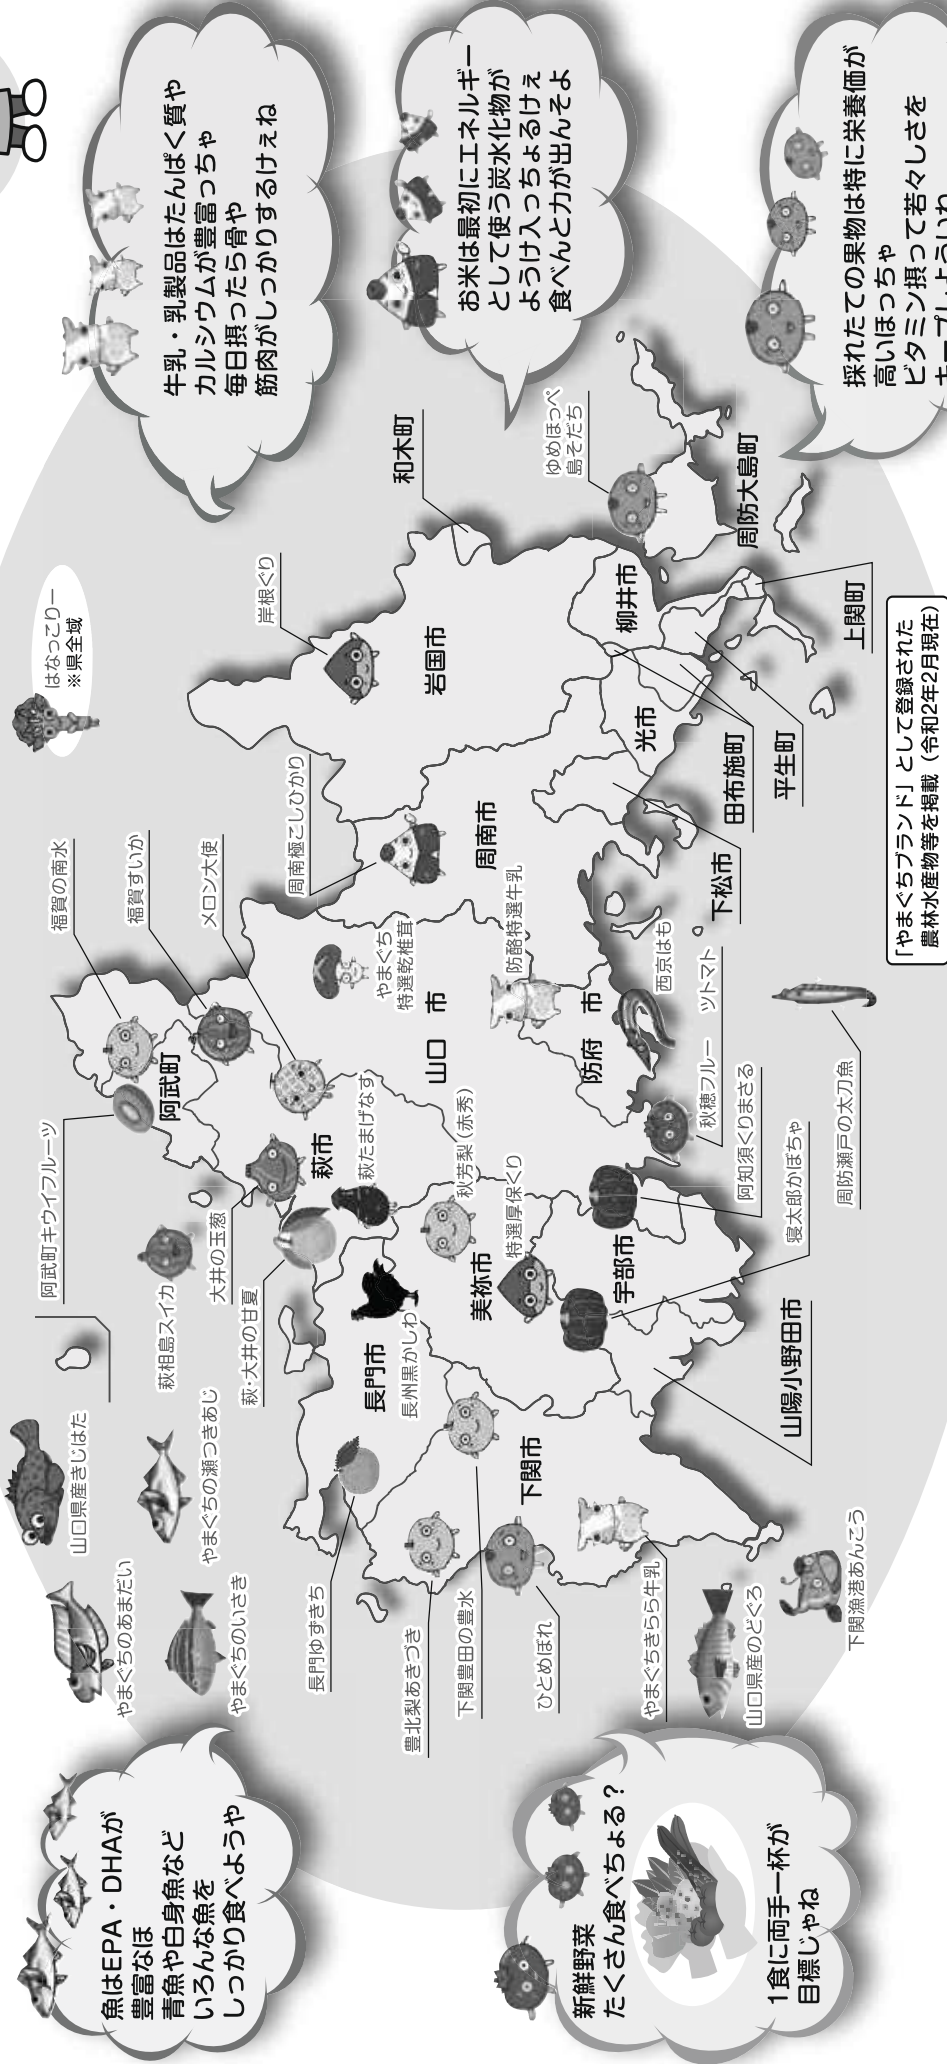 魚はEPA・DHAが
豊富なほ
青魚や白身魚など
いろんな魚を
しっかり食べようや
新鮮野菜
たくさん食べちょる？
1食に両手一杯が
目標じゃね
牛乳・乳製品はたんぱく質や
カルシウムが豊富っちゃ
毎日摂ったら骨や
筋肉がしっかりするけぇね
お米は最初にエネルギー
として使う炭水化物が
ようけ入っちょるけぇ
食べんと力が出んそよ
採れたての果物は特に栄養価が
高いほっちゃ
ビタミン摂って若々しさを
はなっこりー
※県全域
やまぐちのあまだい
やまぐちのいさき
山口県産きじはた
やまぐちの瀬つきあじ
阿武町キウイフルーツ
萩相島スイカ
大井の玉葱
萩・大井の甘夏
福賀の南水
福賀すいか
メロン大使
周南極こしひかり
岸根ぐり
阿武町
萩市
萩たまげなす
やまぐち
特選乾椎茸
山口市
岩国市
和木町
周南市
長門市
長州黒かしわ
長門ゆずきち
秋芳梨（赤秀）
美祢市
特選厚保くり
防酪特選牛乳
防府市
豊北梨あきづき
下関豊田の豊水
ひとめぼれ
下関市
宇部市
西京はも
秋穂フルーツトマト
阿知須くりまさる
寝太郎かぼちゃ
周防瀬戸の太刀魚
山陽小野田市
やまぐちきらら牛乳
山口県産のどぐろ
下関漁港あんこう
ゆめほっぺ
島そだち
周防大島町
柳井市
光市
上関町
田布施町
平生町
下松市
「やまぐちブランド」として登録された
農林水産物等を掲載（令和2年2月現在）